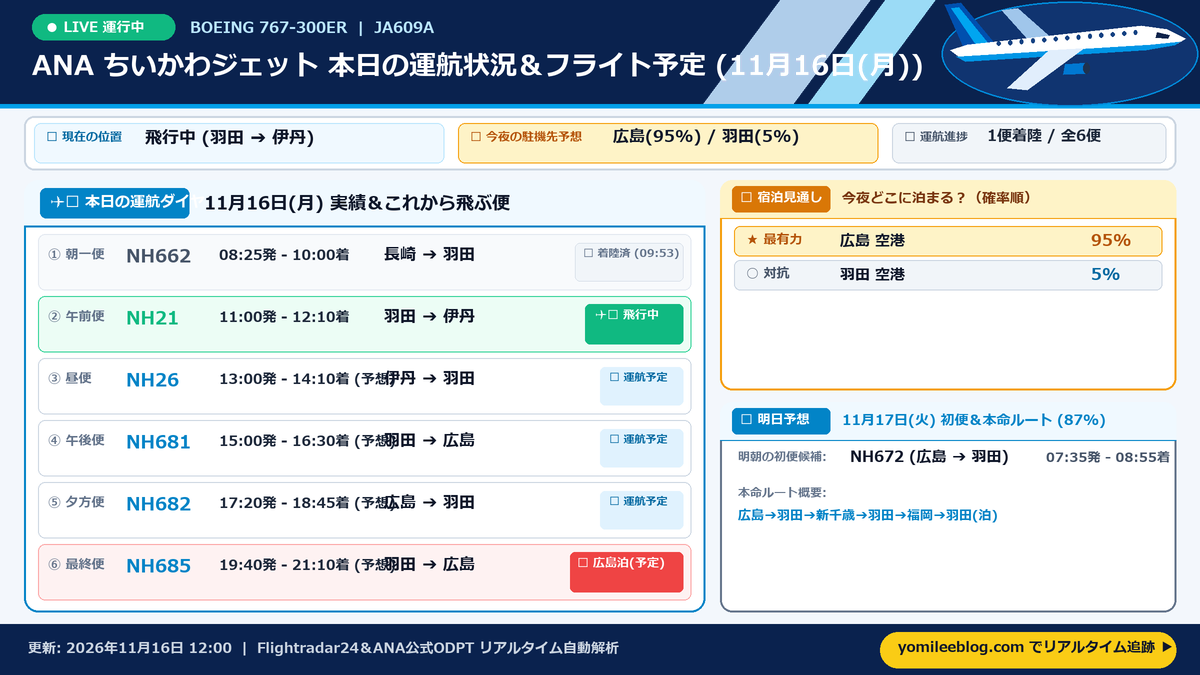 ● LIVE 運行中 BOEING 767-300ER | JA609A
ANA ちいかわジェット 本日の運航状況＆フライト予定 (11月16日(月))
□ 現在の位置 飛行中 (羽田 → 伊丹)
□ 今夜の駐機先予想 広島(95%) / 羽田(5%)
□ 運航進捗 1便着陸 / 全6便
✈□ 本日の運航ダイ 11月16日(月) 実績＆これから飛ぶ便
① 朝一便 NH662 08:25発 - 10:00着 長崎 → 羽田 □ 着陸済 (09:53)
② 午前便 NH21 11:00発 - 12:10着 羽田 → 伊丹 ✈□ 飛行中
③ 昼便 NH26 13:00発 - 14:10着 (予想 伊丹 → 羽田 □ 運航予定
④ 午後便 NH681 15:00発 - 16:30着 (予想 羽田 → 広島 □ 運航予定
⑤ 夕方便 NH682 17:20発 - 18:45着 (予想 広島 → 羽田 □ 運航予定
⑥ 最終便 NH685 19:40発 - 21:10着 (予想 羽田 → 広島 □ 広島泊(予定)
□ 宿泊見通し 今夜どこに泊まる？ (確率順)
★ 最有力 広島 空港 95%
○ 対抗 羽田 空港 5%
□ 明日予想 11月17日(火) 初便＆本命ルート (87%)
明朝の初便候補: NH672 (広島 → 羽田) 07:35発 - 08:55着
本命ルート概要:
広島→羽田→新千歳→羽田→福岡→羽田(泊)
更新: 2026年11月16日 12:00 | Flightradar24＆ANA公式ODPT リアルタイム自動解析
yomileeblog.com でリアルタイム追跡 ▶